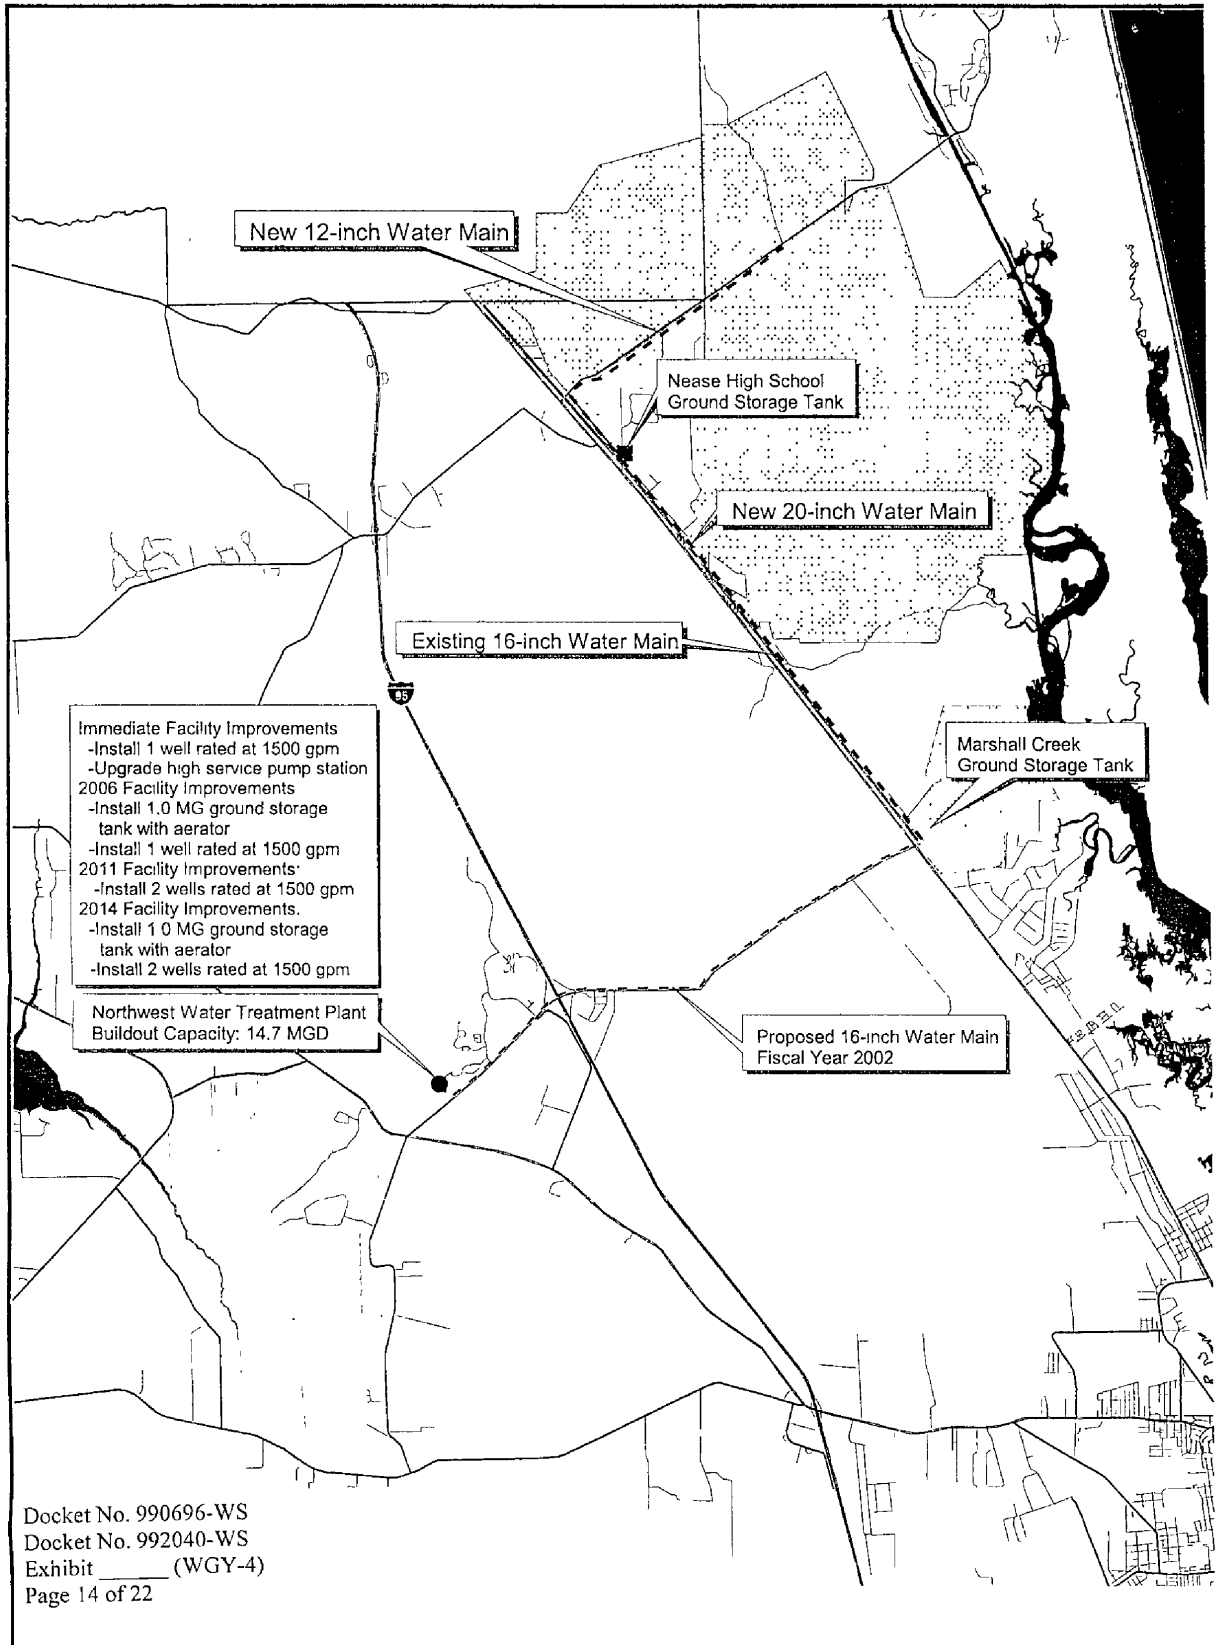 New 12-inch Water Main
Nease High School
Ground Storage Tank
New 20-inch Water Main
Existing 16-inch Water Main
95
Immediate Facility Improvements
-Install 1 well rated at 1500 gpm
-Upgrade high service pump station
2006 Facility Improvements
-Install 1.0 MG ground storage
tank with aerator
-Install 1 well rated at 1500 gpm
2011 Facility Improvements
-Install 2 wells rated at 1500 gpm
2014 Facility Improvements.
-Install 1 0 MG ground storage
tank with aerator
-Install 2 wells rated at 1500 gpm
Marshall Creek
Ground Storage Tank
Northwest Water Treatment Plant
Buildout Capacity: 14.7 MGD
Proposed 16-inch Water Main
Fiscal Year 2002
Docket No. 990696-WS
Docket No. 992040-WS
Exhibit ______ (WGY-4)
Page 14 of 22